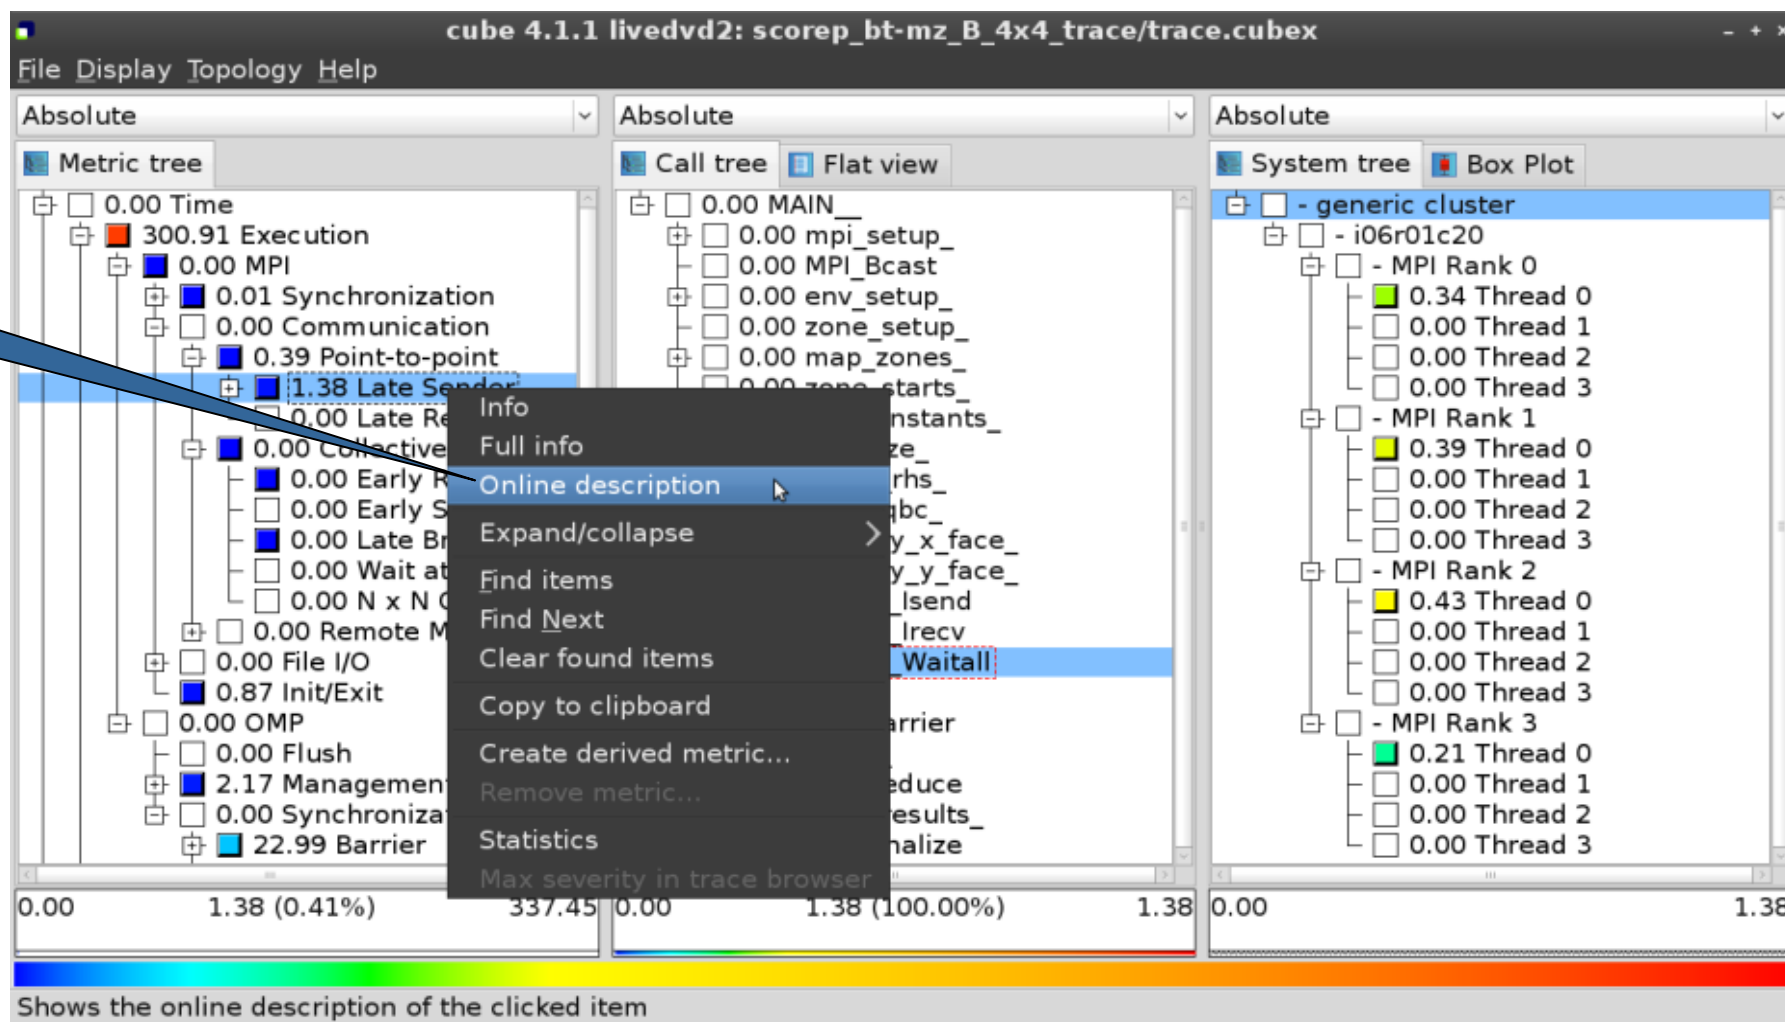 cube 4.1.1 livedvd2: scorep_bt-mz_B_4x4_trace/trace.cubex
File Display Topology Help
Absolute
Metric tree
0.00 Time
300.91 Execution
0.00 MPI
0.01 Synchronization
0.00 Communication
0.39 Point-to-point
1.38 Late Sender
0.00 Late Re
0.00 Collective
0.00 Early R
0.00 Early S
0.00 Late Br
0.00 Wait at
0.00 N x N
0.00 Remote M
0.00 File I/O
0.87 Init/Exit
0.00 OMP
0.00 Flush
2.17 Managemen
0.00 Synchroniza
22.99 Barrier
0.00 1.38 (0.41%) 337.45
Info
Full info
Online description
Expand/collapse
Find items
Find Next
Clear found items
Copy to clipboard
Create derived metric...
Remove metric...
Statistics
Max severity in trace browser
Absolute
Call tree Flat view
0.00 MAIN__
0.00 mpi_setup_
0.00 MPI_Bcast
0.00 env_setup_
0.00 zone_setup_
0.00 map_zones_
0.00 zone_starts_
nstants_
ze_
rhs_
qbc_
y_x_face_
y_y_face_
_Isend
_Irecv
_Waitall
arrier
educe
esults_
nalize
0.00 1.38 (100.00%) 1.38
Absolute
System tree Box Plot
- generic cluster
- i06r01c20
- MPI Rank 0
0.34 Thread 0
0.00 Thread 1
0.00 Thread 2
0.00 Thread 3
- MPI Rank 1
0.39 Thread 0
0.00 Thread 1
0.00 Thread 2
0.00 Thread 3
- MPI Rank 2
0.43 Thread 0
0.00 Thread 1
0.00 Thread 2
0.00 Thread 3
- MPI Rank 3
0.21 Thread 0
0.00 Thread 1
0.00 Thread 2
0.00 Thread 3
0.00 1.38
Shows the online description of the clicked item